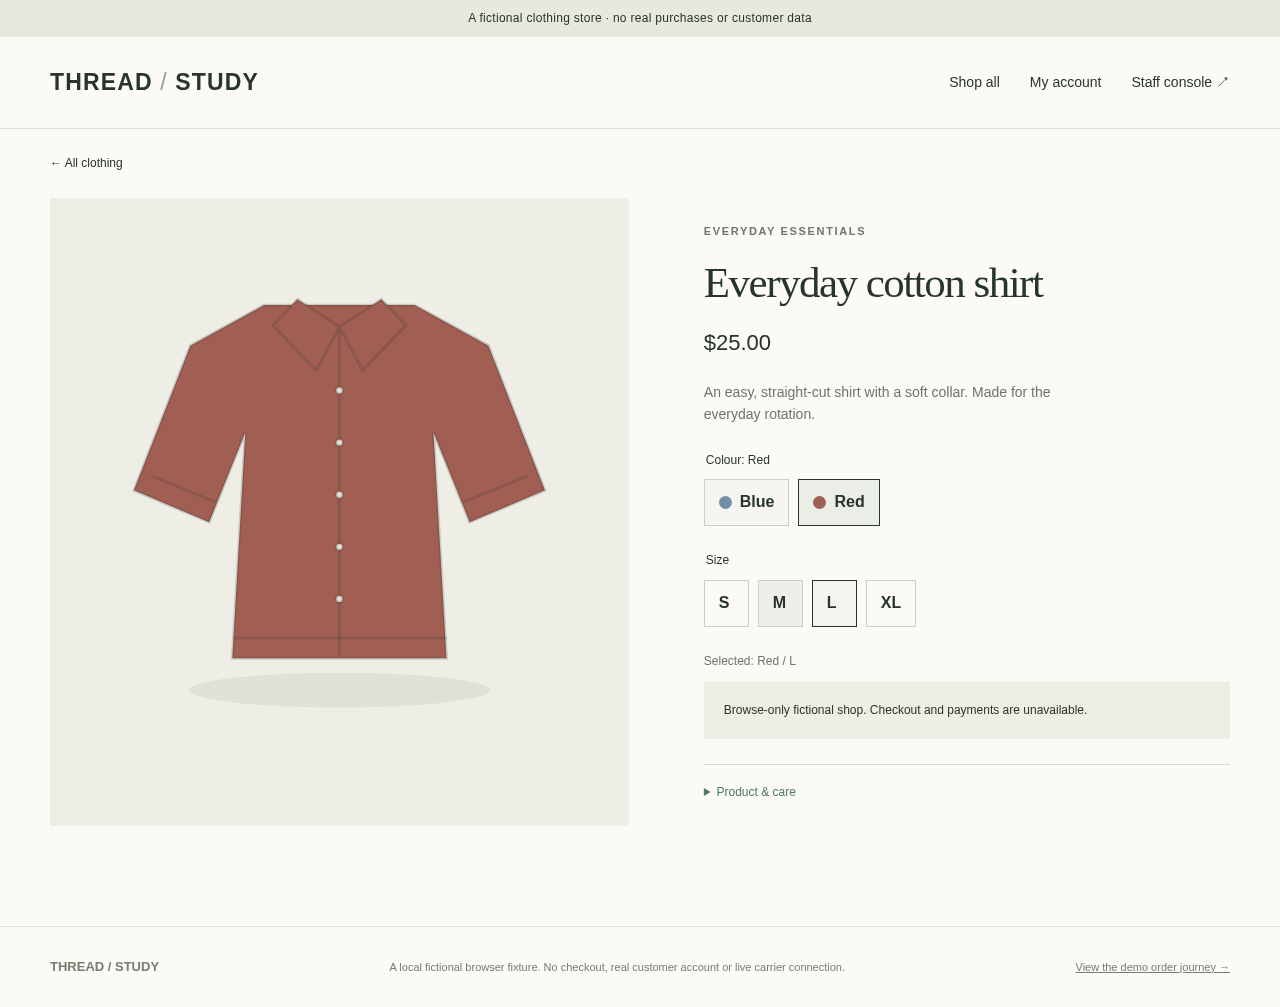 A fictional clothing store · no real purchases or customer data
THREAD / STUDY
Shop all
My account
Staff console ↗
← All clothing
EVERYDAY ESSENTIALS
Everyday cotton shirt
$25.00
An easy, straight-cut shirt with a soft collar. Made for the
everyday rotation.
Colour: Red
Blue
Red
Size
S
M
L
XL
Selected: Red / L
Browse-only fictional shop. Checkout and payments are unavailable.
Product & care
THREAD / STUDY
A local fictional browser fixture. No checkout, real customer account or live carrier connection.
View the demo order journey →